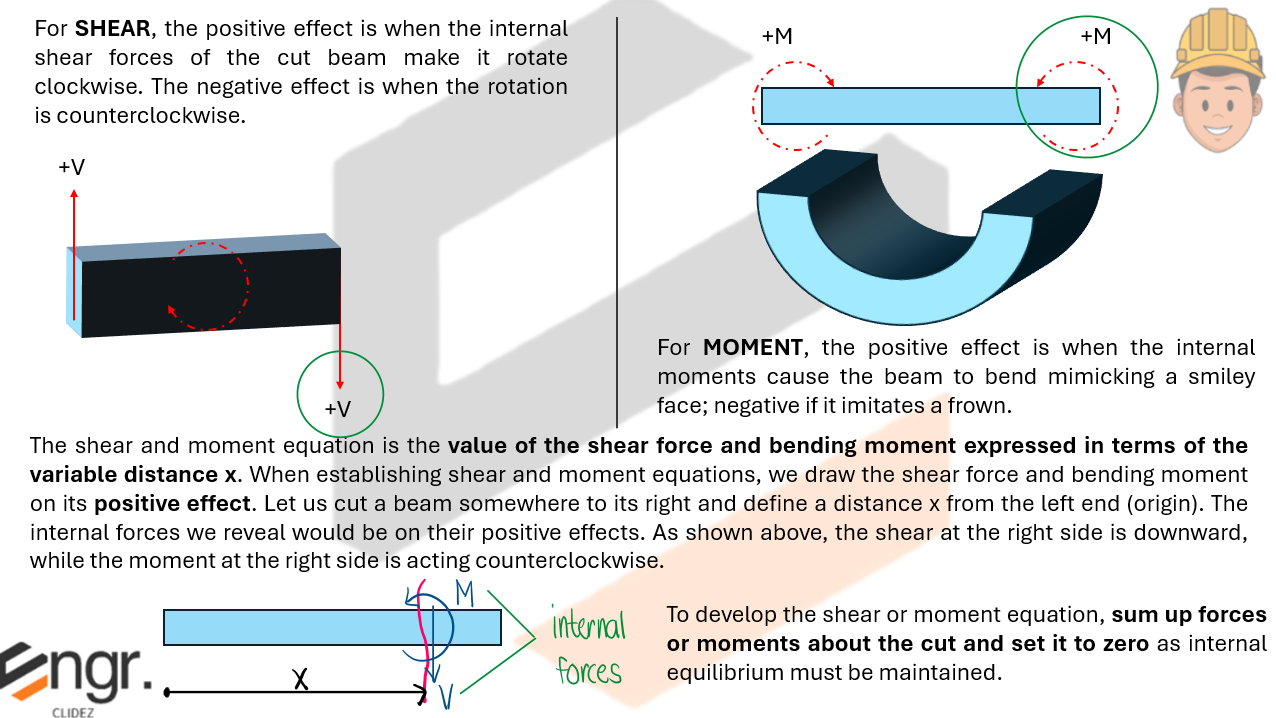 For SHEAR, the positive effect is when the internal
shear forces of the cut beam make it rotate
clockwise. The negative effect is when the rotation
is counterclockwise.
+V
+V
+M
+M
For MOMENT, the positive effect is when the internal
moments cause the beam to bend mimicking a smiley
face; negative if it imitates a frown.
The shear and moment equation is the value of the shear force and bending moment expressed in terms of the
variable distance x. When establishing shear and moment equations, we draw the shear force and bending moment
on its positive effect. Let us cut a beam somewhere to its right and define a distance x from the left end (origin). The
internal forces we reveal would be on their positive effects. As shown above, the shear at the right side is downward,
while the moment at the right side is acting counterclockwise.
M
internal
forces
X
V
To develop the shear or moment equation, sum up forces
or moments about the cut and set it to zero as internal
equilibrium must be maintained.
Engr.
CLIDEZ